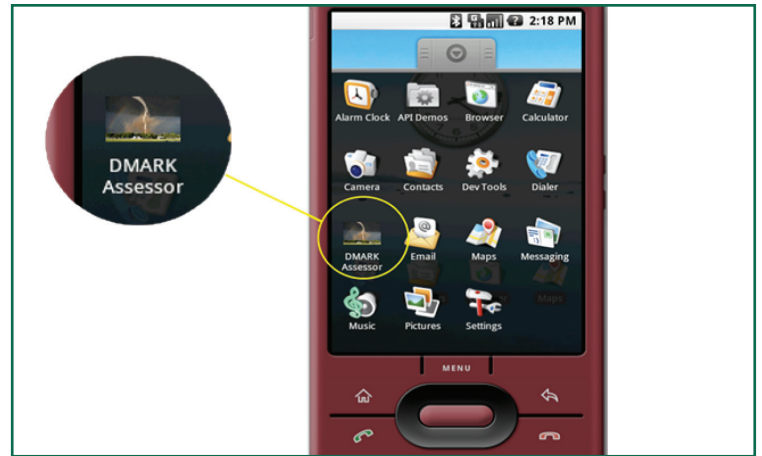 2:18 PM
Alarm Clock API Demos Browser Calculator
Camera Contacts Dev Tools Dialer
DMARK
Assessor
DMARK
Assessor
Email Maps Messaging
Maps
Music Pictures Settings
MENU